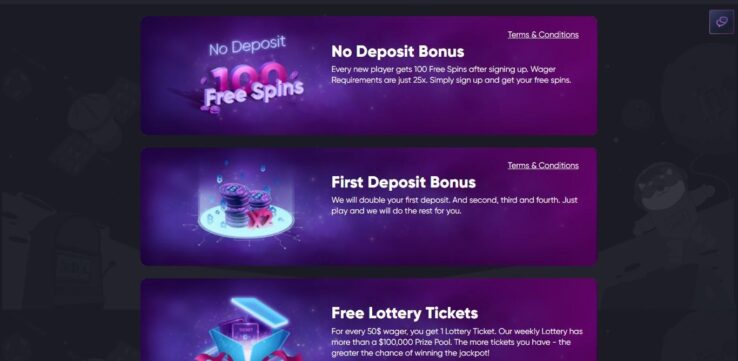 No Deposit
100
Free Spins
Terms & Conditions
No Deposit Bonus
Every new player gets 100 Free Spins after signing up. Wager
Requirements are just 25x. Simply sign up and get your free spins.
X2
Terms & Conditions
First Deposit Bonus
We will double your first deposit. And second, third and fourth. Just
play and we will do the rest for you.
TICKET
Free Lottery Tickets
For every 50$ wager, you get 1 Lottery Ticket. Our weekly Lottery has
more than a $100,000 Prize Pool. The more tickets you have - the
greater the chance of winning the jackpot!